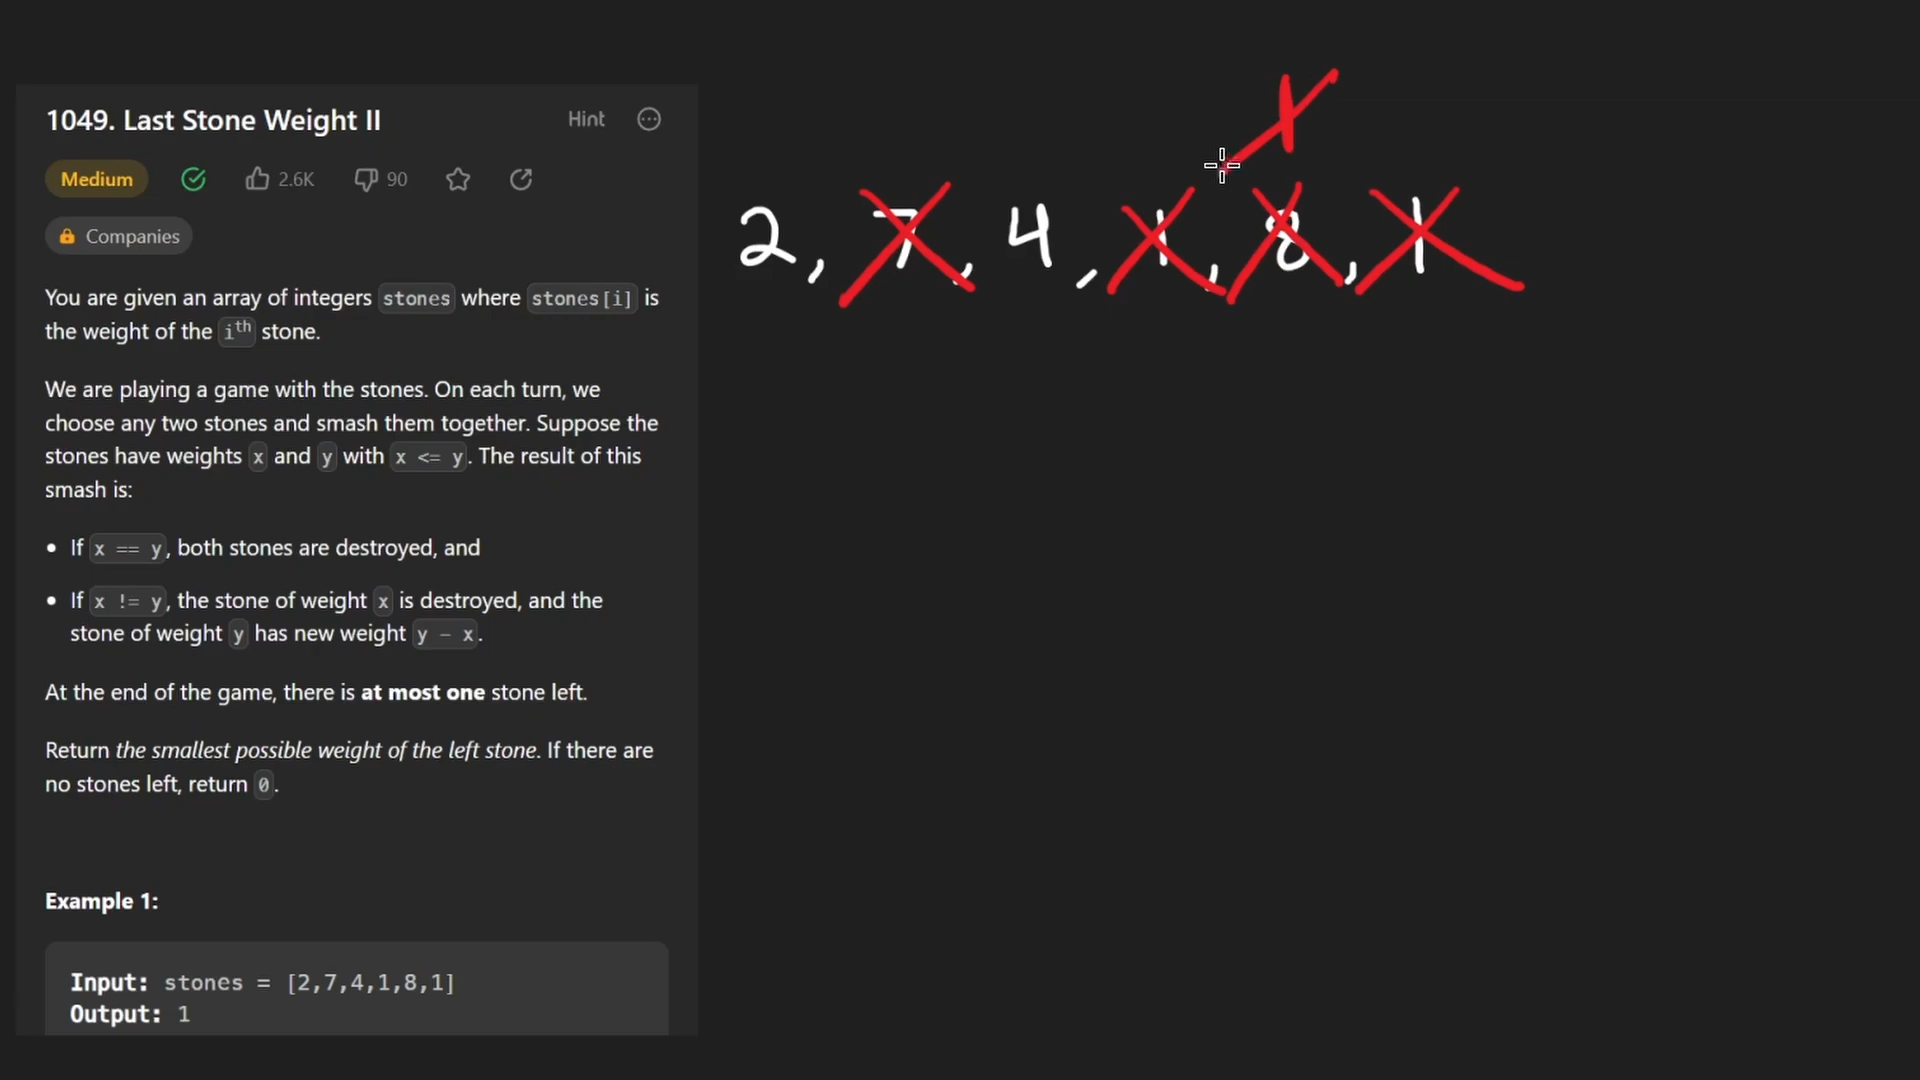 1049. Last Stone Weight II
Hint
Medium
2.6K
90
Companies
You are given an array of integers stones where stones[i] is
the weight of the ith stone.
We are playing a game with the stones. On each turn, we
choose any two stones and smash them together. Suppose the
stones have weights x and y with x <= y. The result of this
smash is:
• If x == y, both stones are destroyed, and
• If x != y, the stone of weight x is destroyed, and the
stone of weight y has new weight y - x.
At the end of the game, there is at most one stone left.
Return the smallest possible weight of the left stone. If there are
no stones left, return 0.
Example 1:
Input: stones = [2,7,4,1,8,1]
Output: 1
1
2, 7, 4, 1, 8, 1